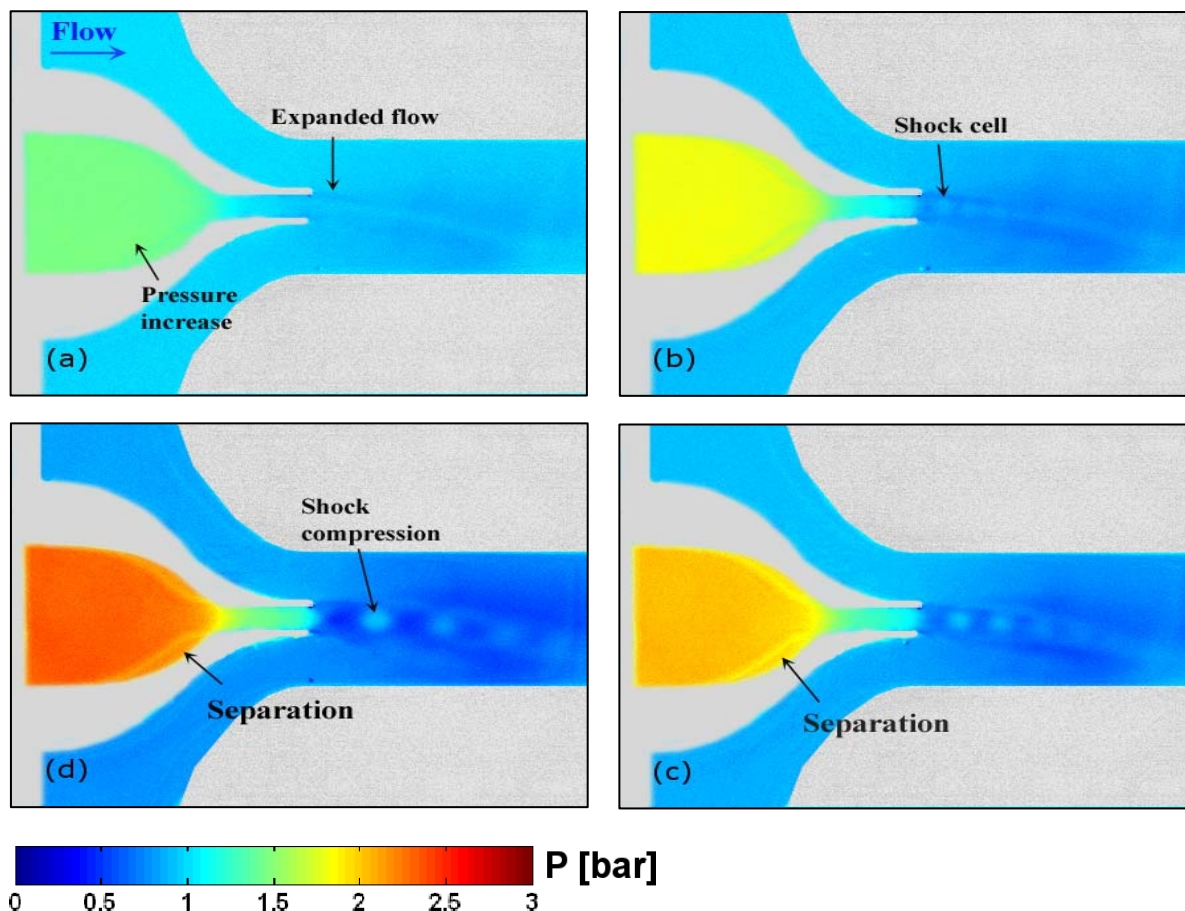 Flow
Expanded flow
Pressure
increase
(a)
Shock cell
(b)
Shock
compression
Separation
(d)
Separation
(c)
P [bar]
0 0.5 1 1.5 2 2.5 3